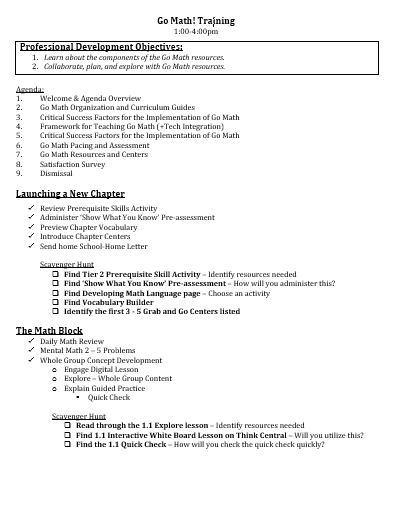 Go Math! Training
1:00-4:00pm
Professional Development Objectives:
1. Learn about the components of the Go Math resources.
2. Collaborate, plan, and explore with Go Math resources.
Agenda:
1. Welcome & Agenda Overview
2. Go Math Organization and Curriculum Guides
3. Critical Success Factors for the Implementation of Go Math
4. Framework for Teaching Go Math (+Tech Integration)
5. Critical Success Factors for the Implementation of Go Math
6. Go Math Pacing and Assessment
7. Go Math Resources and Centers
8. Satisfaction Survey
9. Dismissal
Launching a New Chapter
✓ Review Prerequisite Skills Activity
✓ Administer 'Show What You Know' Pre-assessment
✓ Preview Chapter Vocabulary
✓ Introduce Chapter Centers
✓ Send home School-Home Letter
Scavenger Hunt
❑ Find Tier 2 Prerequisite Skill Activity – Identify resources needed
❑ Find 'Show What You Know' Pre-assessment – How will you administer this?
❑ Find Developing Math Language page – Choose an activity
❑ Find Vocabulary Builder
❑ Identify the first 3 - 5 Grab and Go Centers listed
The Math Block
✓ Daily Math Review
✓ Mental Math 2 – 5 Problems
✓ Whole Group Concept Development
o Engage Digital Lesson
o Explore – Whole Group Content
o Explain Guided Practice
▪ Quick Check
Scavenger Hunt
❑ Read through the 1.1 Explore lesson – Identify resources needed
❑ Find 1.1 Interactive White Board Lesson on Think Central – Will you utilize this?
❑ Find the 1.1 Quick Check – How will you check the quick check quickly?